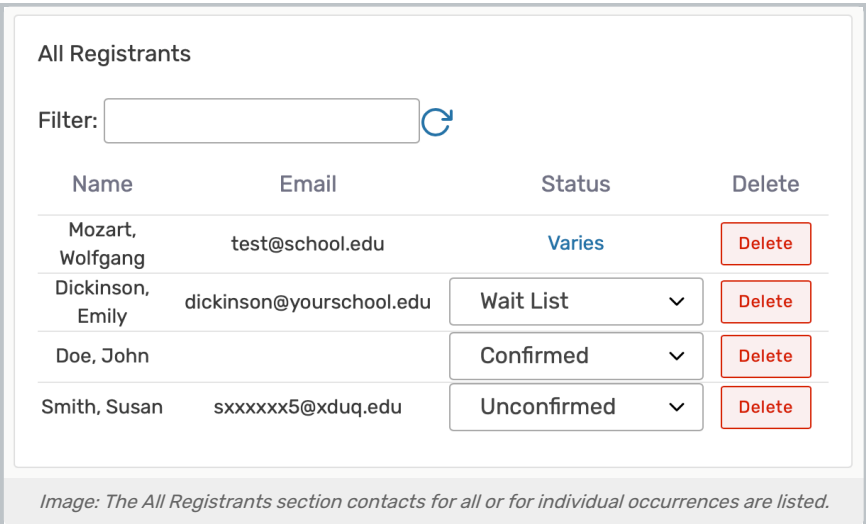 All Registrants
Filter:
Name Email Status Delete
Mozart,
Wolfgang test@school.edu Varies Delete
Dickinson,
Emily dickinson@yourschool.edu Wait List Delete
Doe, John Confirmed Delete
Smith, Susan sxxxxxx5@xduq.edu Unconfirmed Delete
Image: The All Registrants section contacts for all or for individual occurrences are listed.